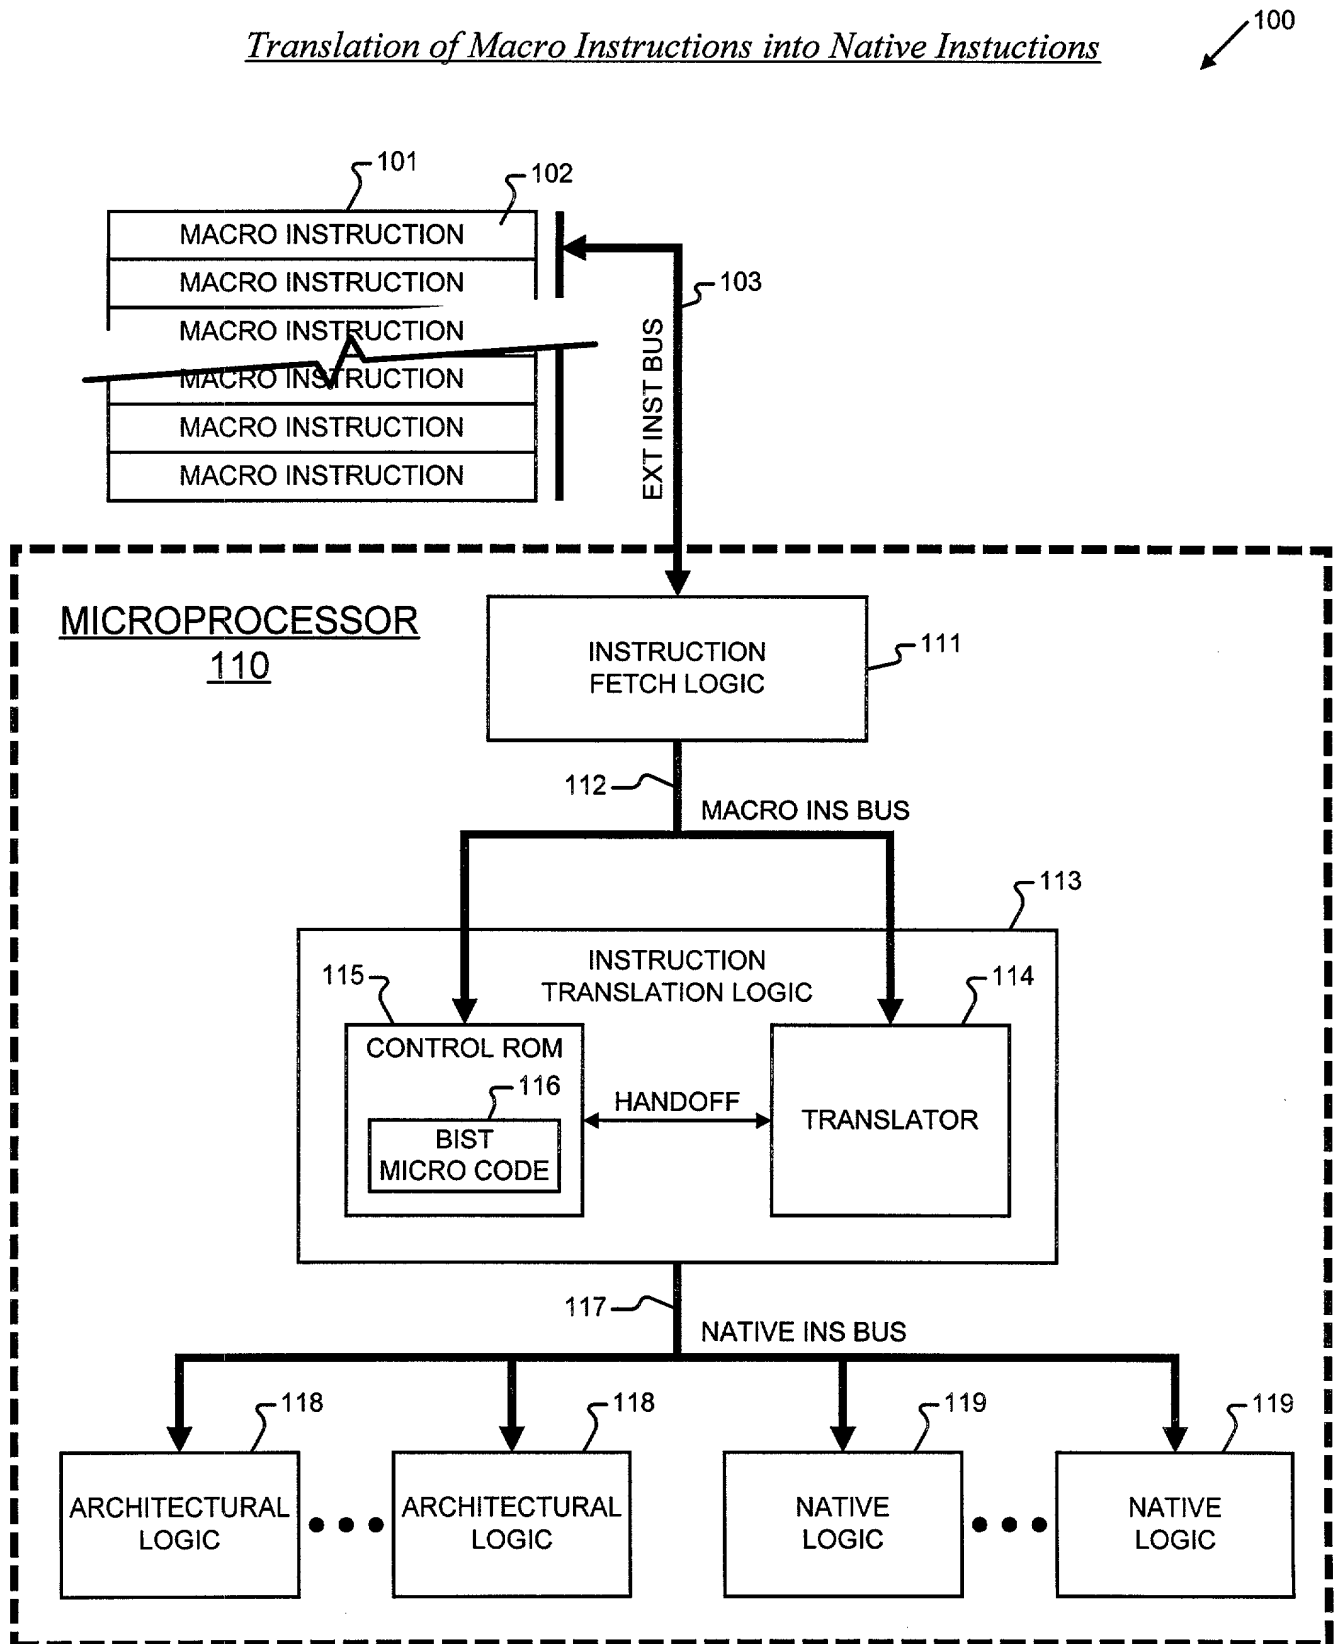 Translation of Macro Instructions into Native Instuctions
100
101
102
MACRO INSTRUCTION
MACRO INSTRUCTION
103
MACRO INSTRUCTION
MACRO INSTRUCTION
MACRO INSTRUCTION
MACRO INSTRUCTION
EXT INST BUS
MICROPROCESSOR
110
INSTRUCTION
FETCH LOGIC
111
112
MACRO INS BUS
113
INSTRUCTION
TRANSLATION LOGIC
115
114
CONTROL ROM
116
BIST
MICRO CODE
HANDOFF
TRANSLATOR
117
NATIVE INS BUS
118
118
119
119
ARCHITECTURAL
LOGIC
ARCHITECTURAL
LOGIC
NATIVE
LOGIC
NATIVE
LOGIC